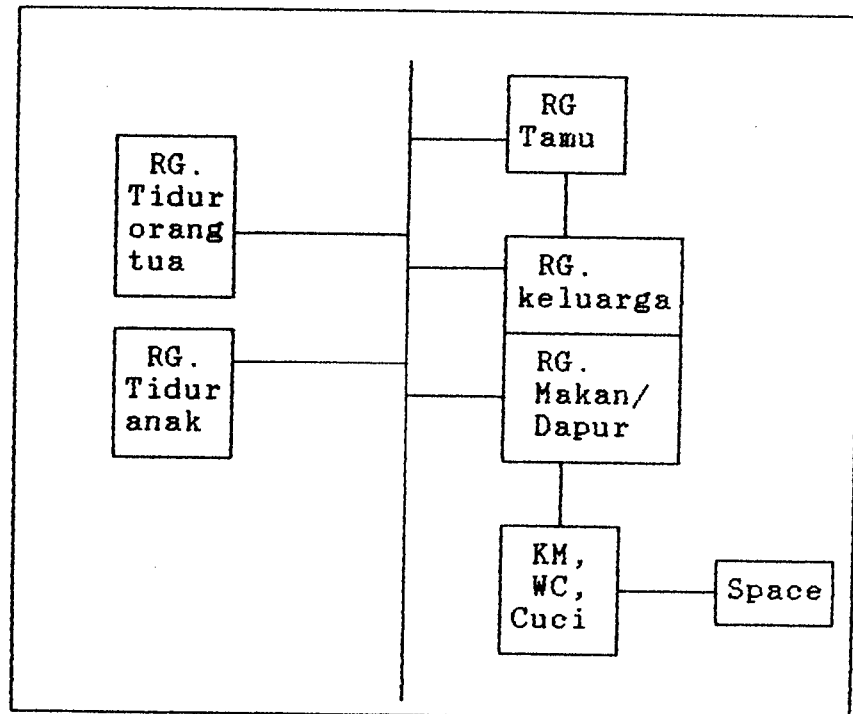 RG.
Tidur
orang
tua
RG.
Tidur
anak
RG
Tamu
RG.
keluarga
RG.
Makan/
Dapur
KM,
WC,
Cuci
Space